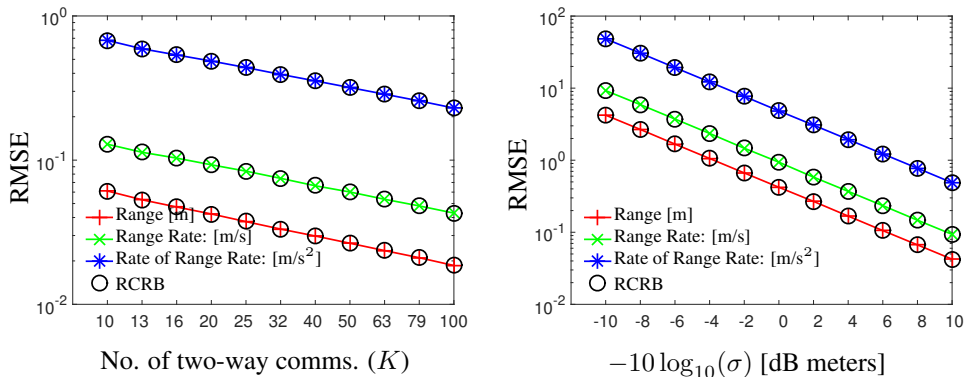 10^0
10^-1
10^-2
RMSE
Range [m]
Range Rate: [m/s]
Rate of Range Rate: [m/s²]
RCRB
10 13 16 20 25 32 40 50 63 79 100
No. of two-way comms. (K)
10^2
10^1
10^0
10^-1
10^-2
RMSE
Range [m]
Range Rate: [m/s]
Rate of Range Rate: [m/s²]
RCRB
-10 -8 -6 -4 -2 0 2 4 6 8 10
−10 log₁₀(σ) [dB meters]